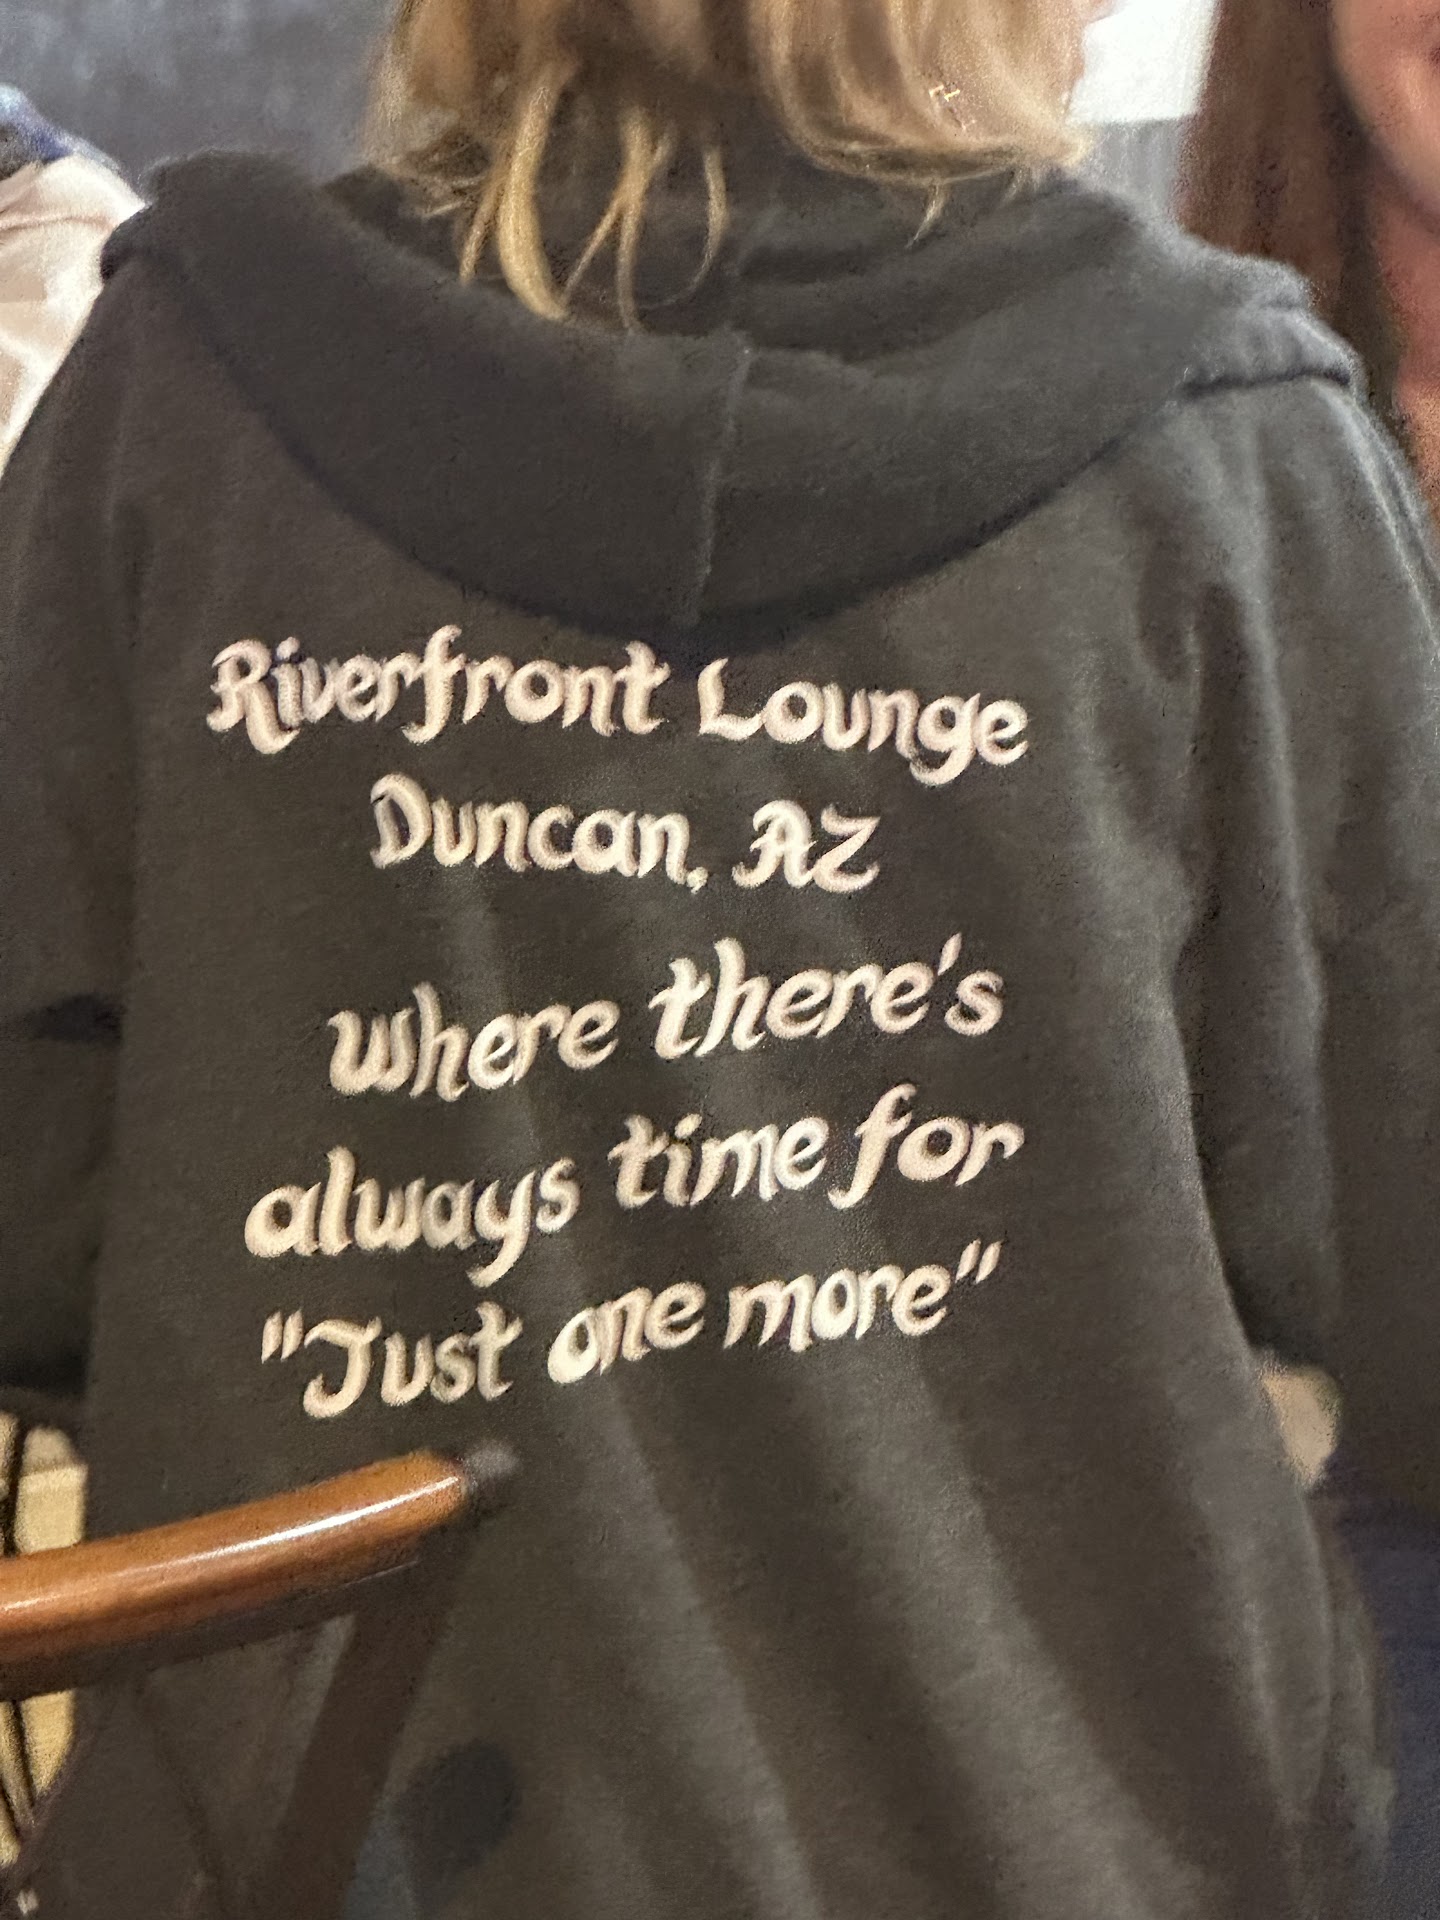 Riverfront Lounge
Duncan, AZ
where there's
always time for
"Just one more"